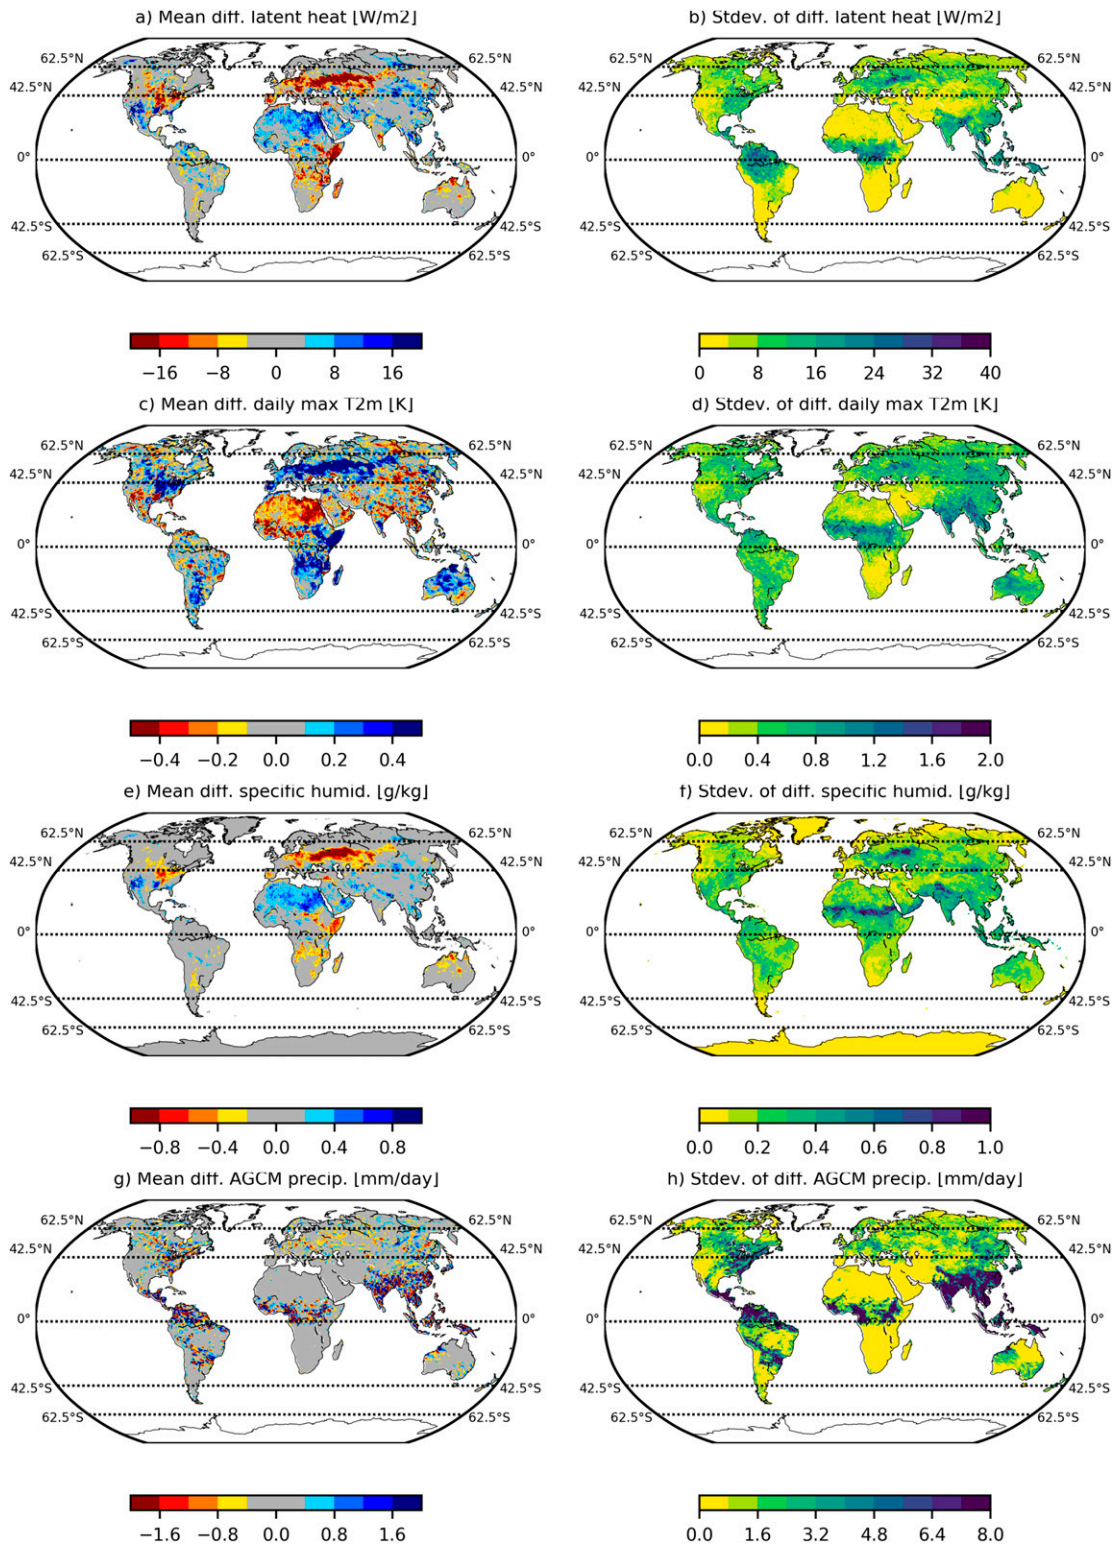 a) Mean diff. latent heat [W/m2]
b) Stdev. of diff. latent heat [W/m2]
62.5°N
62.5°N
42.5°N
42.5°N
42.5°N
42.5°N
62.5°N
62.5°N
0°
0°
0°
0°
42.5°S
42.5°S
42.5°S
42.5°S
62.5°S
62.5°S
62.5°S
62.5°S
−16 −8 0 8 16
0 8 16 24 32 40
c) Mean diff. daily max T2m [K]
d) Stdev. of diff. daily max T2m [K]
62.5°N
62.5°N
42.5°N
42.5°N
42.5°N
42.5°N
62.5°N
62.5°N
0°
0°
0°
0°
42.5°S
42.5°S
42.5°S
42.5°S
62.5°S
62.5°S
62.5°S
62.5°S
−0.4 −0.2 0.0 0.2 0.4
0.0 0.4 0.8 1.2 1.6 2.0
e) Mean diff. specific humid. [g/kg]
f) Stdev. of diff. specific humid. [g/kg]
62.5°N
62.5°N
42.5°N
42.5°N
42.5°N
42.5°N
62.5°N
62.5°N
0°
0°
0°
0°
42.5°S
42.5°S
42.5°S
42.5°S
62.5°S
62.5°S
62.5°S
62.5°S
−0.8 −0.4 0.0 0.4 0.8
0.0 0.2 0.4 0.6 0.8 1.0
g) Mean diff. AGCM precip. [mm/day]
h) Stdev. of diff. AGCM precip. [mm/day]
62.5°N
62.5°N
42.5°N
42.5°N
42.5°N
42.5°N
62.5°N
62.5°N
0°
0°
0°
0°
42.5°S
42.5°S
42.5°S
42.5°S
62.5°S
62.5°S
62.5°S
62.5°S
−1.6 −0.8 0.0 0.8 1.6
0.0 1.6 3.2 4.8 6.4 8.0